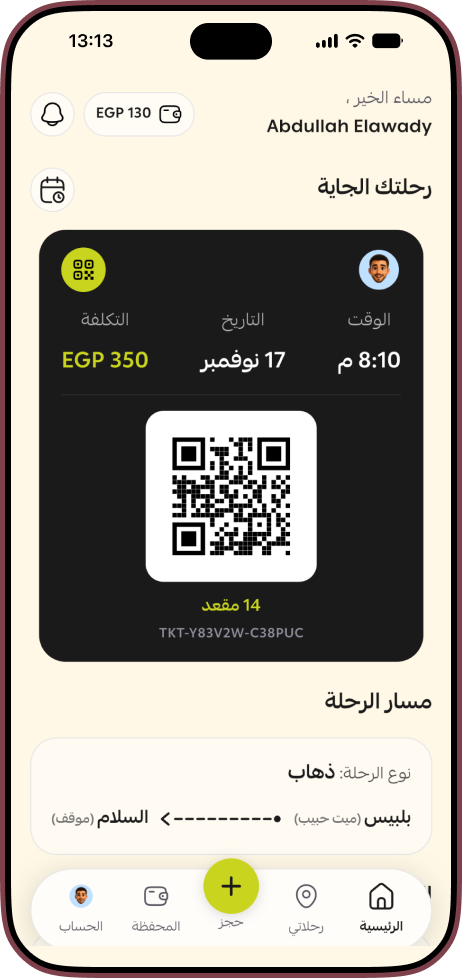 13:13
مساء الخير ،
Abdullah Elawady
EGP 130
رحلتك الجاية
الوقت
التاريخ
التكلفة
8:10 م
17 نوفمبر
EGP 350
14 مقعد
TKT-Y83V2W-C38PUC
مسار الرحلة
نوع الرحلة: ذهاب
بلبيس (ميت حبيب)
السلام (موقف)
الرئيسية
رحلاتي
حجز
المحفظة
الحساب